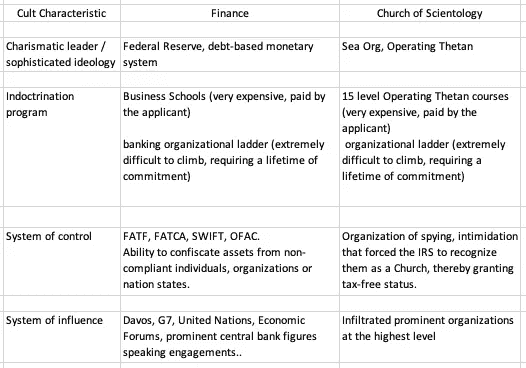 Cult Characteristic
Finance
Church of Scientology
Charismatic leader /
sophisticated ideology
Federal Reserve, debt-based monetary
system
Sea Org, Operating Thetan
Indoctrination
program
Business Schools (very expensive, paid by
the applicant)
banking organizational ladder (extremely
difficult to climb, requiring a lifetime of
commitment)
15 level Operating Thetan courses
(very expensive, paid by the
applicant)
organizational ladder (extremely
difficult to climb, requiring a
lifetime of commitment)
System of control
FATF, FATCA, SWIFT, OFAC.
Ability to confiscate assets from non-
compliant individuals, organizations or
nation states.
Organization of spying, intimidation
that forced the IRS to recognize
them as a Church, thereby granting
tax-free status.
System of influence
Davos, G7, United Nations, Economic
Forums, prominent central bank figures
speaking engagements..
Infiltrated prominent organizations
at the highest level